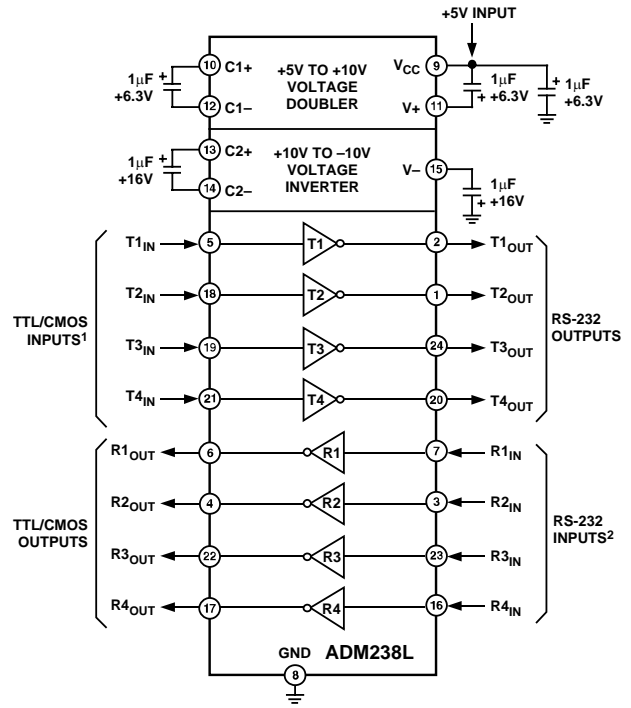 +5V INPUT
10 C1+ +5V TO +10V VOLTAGE DOUBLER VCC 9
1μF +6.3V +
12 C1– V+ 11
+ 1μF +6.3V
+ 1μF +6.3V
13 C2+ +10V TO –10V VOLTAGE INVERTER V– 15
1μF +16V +
14 C2–
1μF + +16V
T1IN 5 T1 2 T1OUT
T2IN 18 T2 1 T2OUT
TTL/CMOS INPUTS1
RS-232 OUTPUTS
T3IN 19 T3 24 T3OUT
T4IN 21 T4 20 T4OUT
R1OUT 6 R1 7 R1IN
R2OUT 4 R2 3 R2IN
TTL/CMOS OUTPUTS
RS-232 INPUTS2
R3OUT 22 R3 23 R3IN
R4OUT 17 R4 16 R4IN
GND ADM238L
8